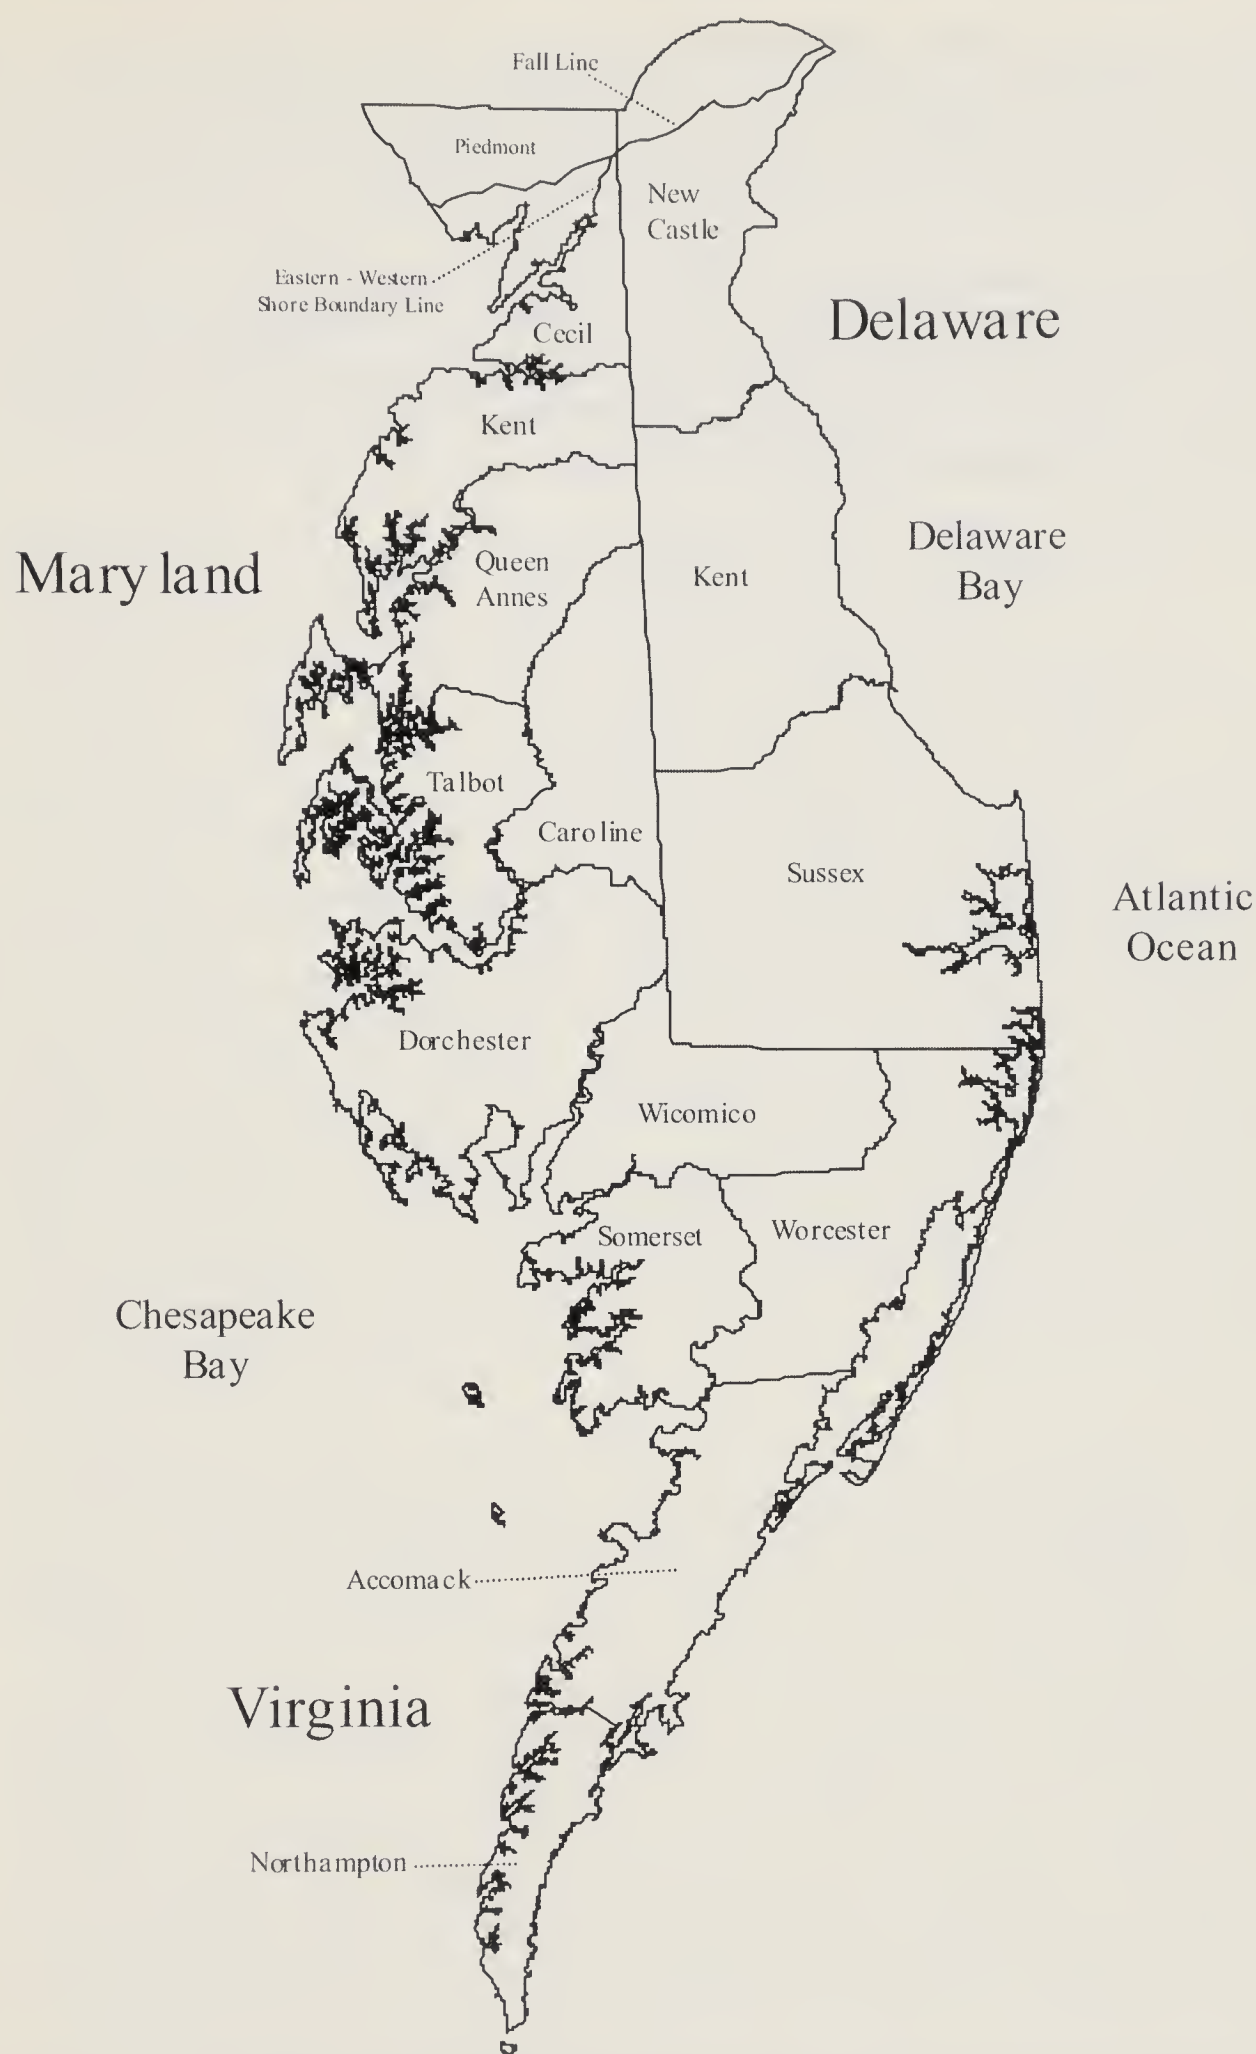 Fall Line
Piedmont
New
Castle
Eastern - Western
Shore Boundary Line
Delaware
Cecil
Kent
Maryland
Queen
Annes
Kent
Delaware
Bay
Talbot
Caroline
Sussex
Atlantic
Ocean
Dorchester
Wicomico
Somerset
Worcester
Chesapeake
Bay
Accomack
Virginia
Northampton